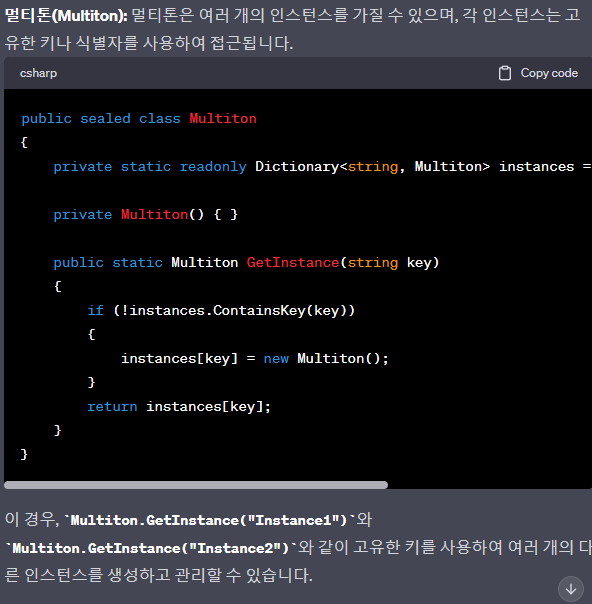 멀티톤(Multiton): 멀티톤은 여러 개의 인스턴스를 가질 수 있으며, 각 인스턴스는 고
유한 키나 식별자를 사용하여 접근됩니다.
csharp Copy code
public sealed class Multiton
{
    private static readonly Dictionary<string, Multiton> instances =
    private Multiton() { }
    public static Multiton GetInstance(string key)
    {
        if (!instances.ContainsKey(key))
        {
            instances[key] = new Multiton();
        }
        return instances[key];
    }
}
이 경우, `Multiton.GetInstance("Instance1")`와
`Multiton.GetInstance("Instance2")`와 같이 고유한 키를 사용하여 여러 개의 다
른 인스턴스를 생성하고 관리할 수 있습니다.